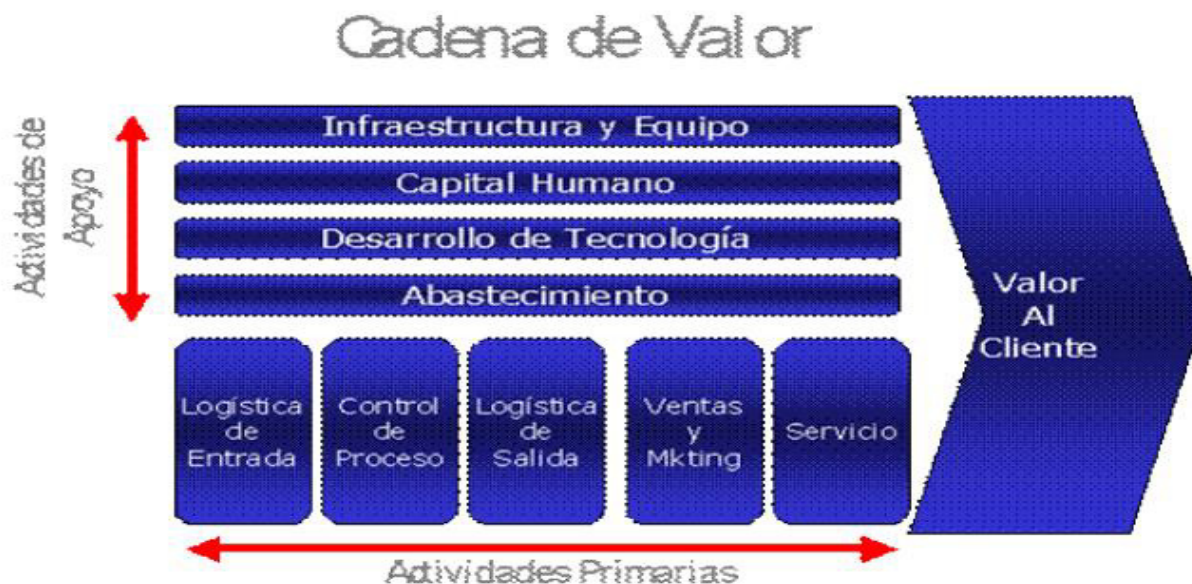 Cadena de Valor
Actividades de
Apoyo
Infraestructura y Equipo
Capital Humano
Desarrollo de Tecnología
Abastecimiento
Logística
de
Entrada
Control
de
Proceso
Logística
de
Salida
Ventas
y
Mkting
Servicio
Valor
Al
Cliente
Actividades Primarias